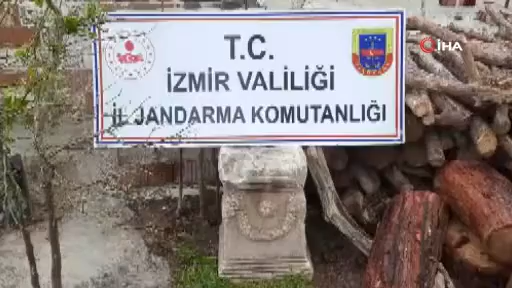 T.C.
İZMİR VALİLİĞİ
İL JANDARMA KOMUTANLIĞI
İHA